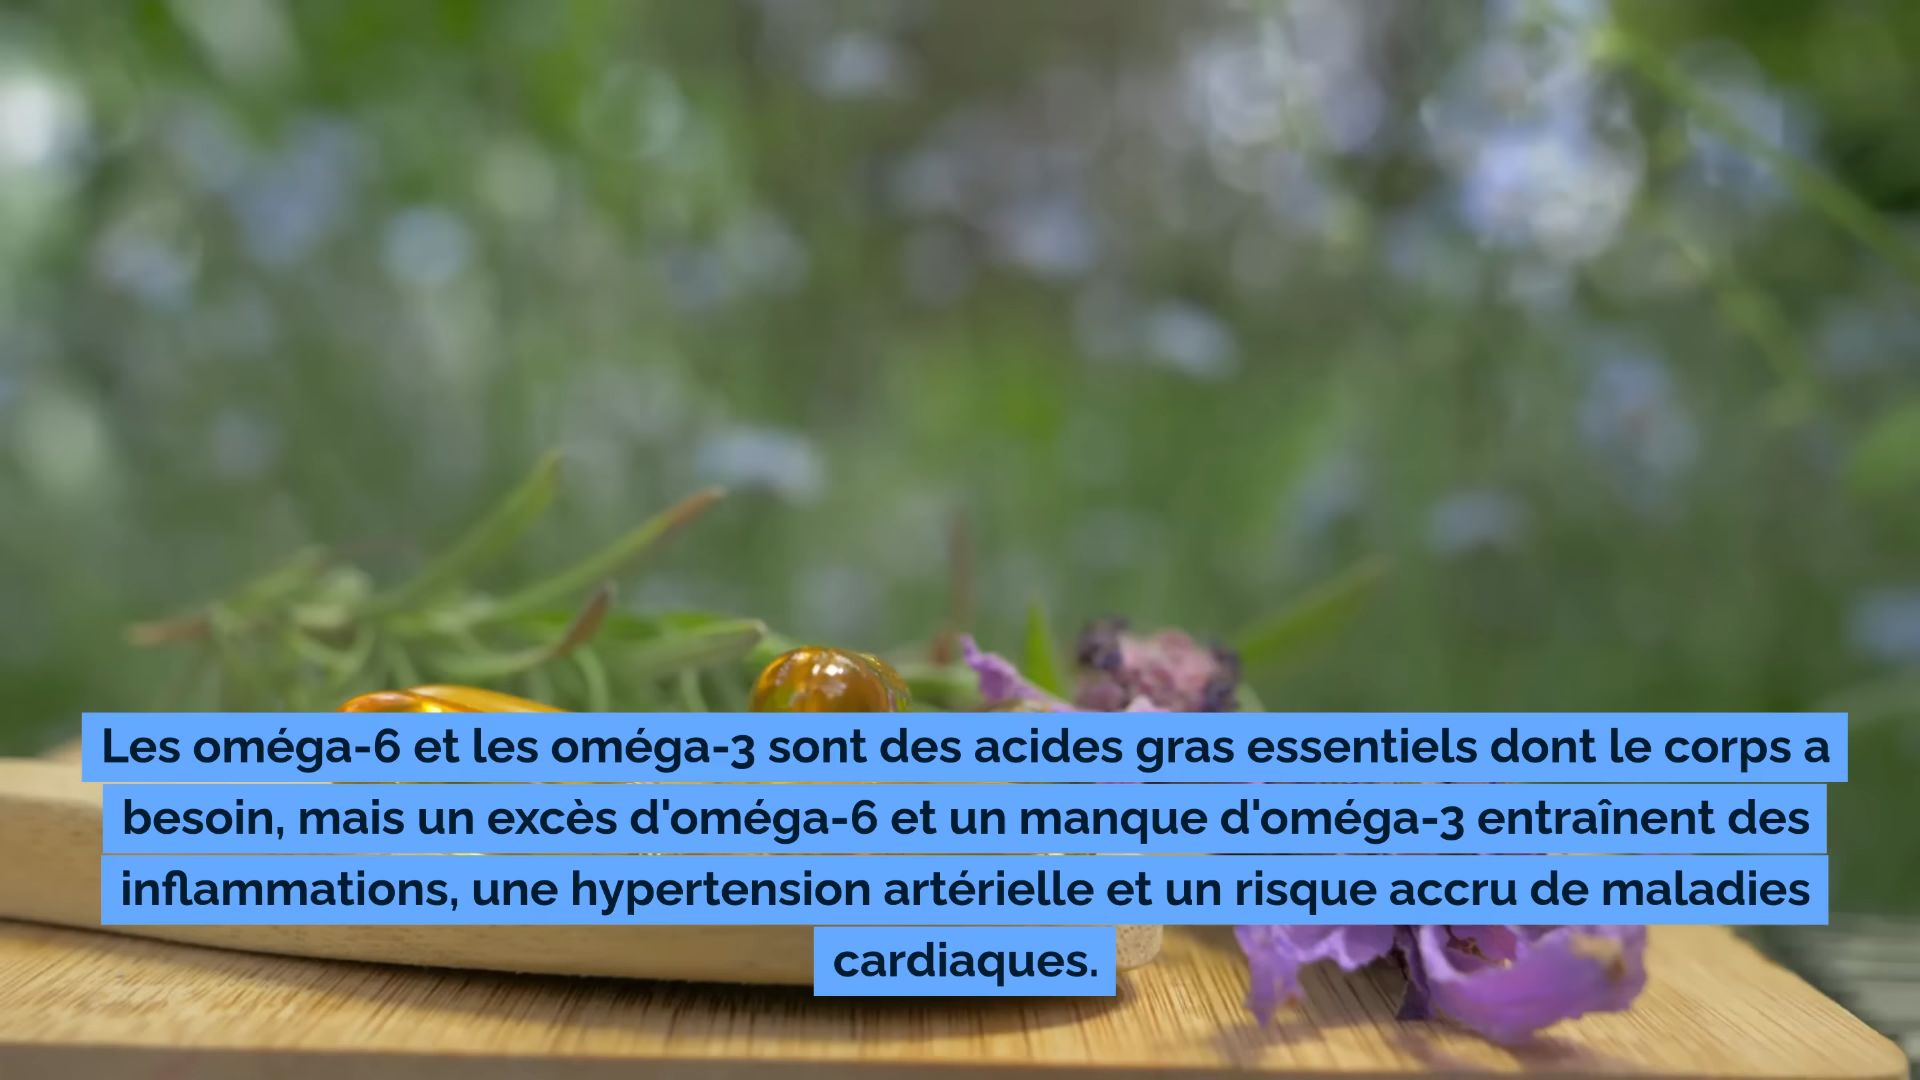 Les oméga-6 et les oméga-3 sont des acides gras essentiels dont le corps a
besoin, mais un excès d'oméga-6 et un manque d'oméga-3 entraînent des
inflammations, une hypertension artérielle et un risque accru de maladies
cardiaques.